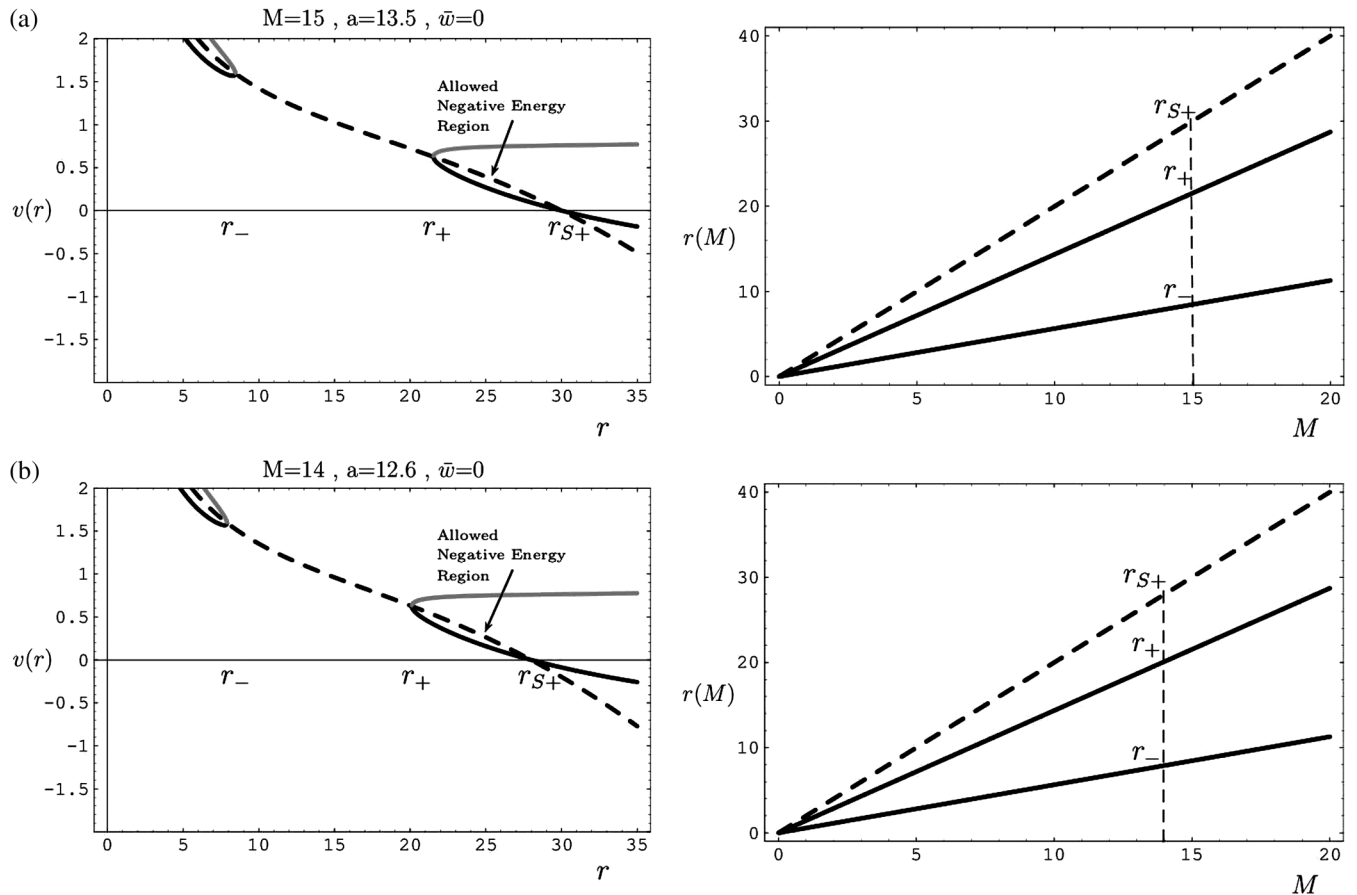 (a)
M=15 , a=13.5 , w̄=0
2
1.5
1
0.5
0
−0.5
−1
−1.5
v(r)
Allowed
Negative Energy
Region
r₋
r₊
r_{S+}
0 5 10 15 20 25 30 35
r
40
30
20
10
0
r(M)
r_{S+}
r₊
r₋
0 5 10 15 20
M
(b)
M=14 , a=12.6 , w̄=0
2
1.5
1
0.5
0
−0.5
−1
−1.5
v(r)
Allowed
Negative Energy
Region
r₋
r₊
r_{S+}
0 5 10 15 20 25 30 35
r
40
30
20
10
0
r(M)
r_{S+}
r₊
r₋
0 5 10 15 20
M